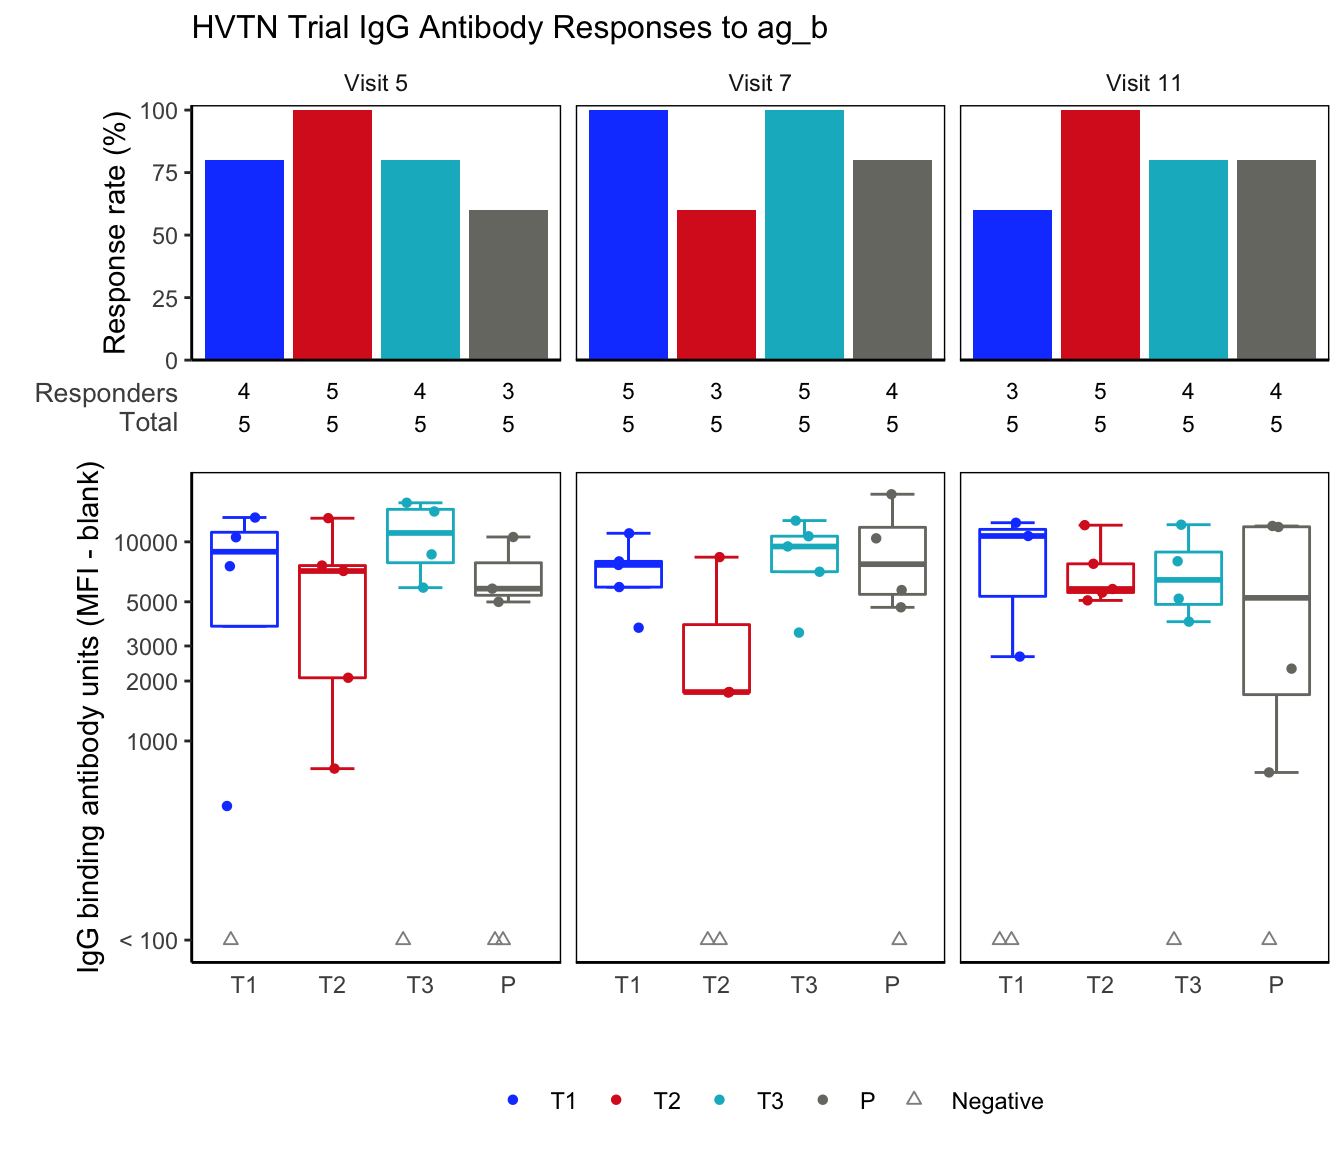 HVTN Trial IgG Antibody Responses to ag_b
Visit 5 Visit 7 Visit 11
Response rate (%)
100
75
50
25
0
Responders 4 5 4 3 5 3 5 4 3 5 4 4
Total 5 5 5 5 5 5 5 5 5 5 5 5
IgG binding antibody units (MFI - blank)
10000
5000
3000
2000
1000
< 100
T1 T2 T3 P T1 T2 T3 P T1 T2 T3 P
T1 T2 T3 P Negative